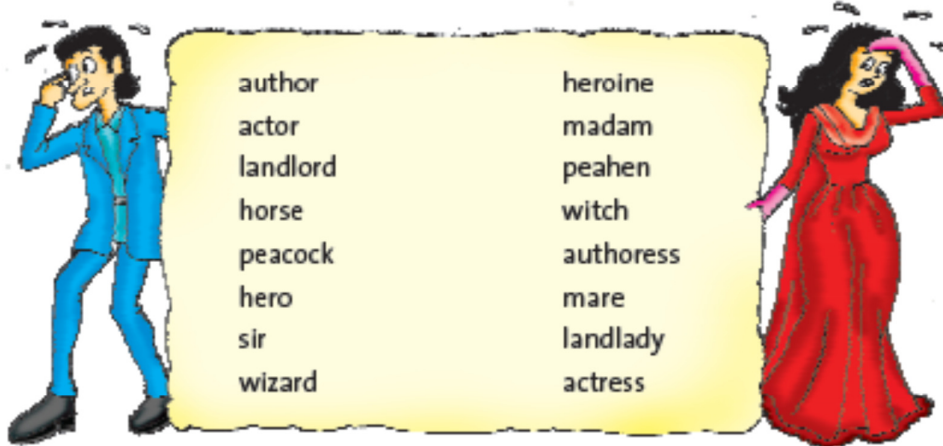 author heroine
actor madam
landlord peahen
horse witch
peacock authoress
hero mare
sir landlady
wizard actress